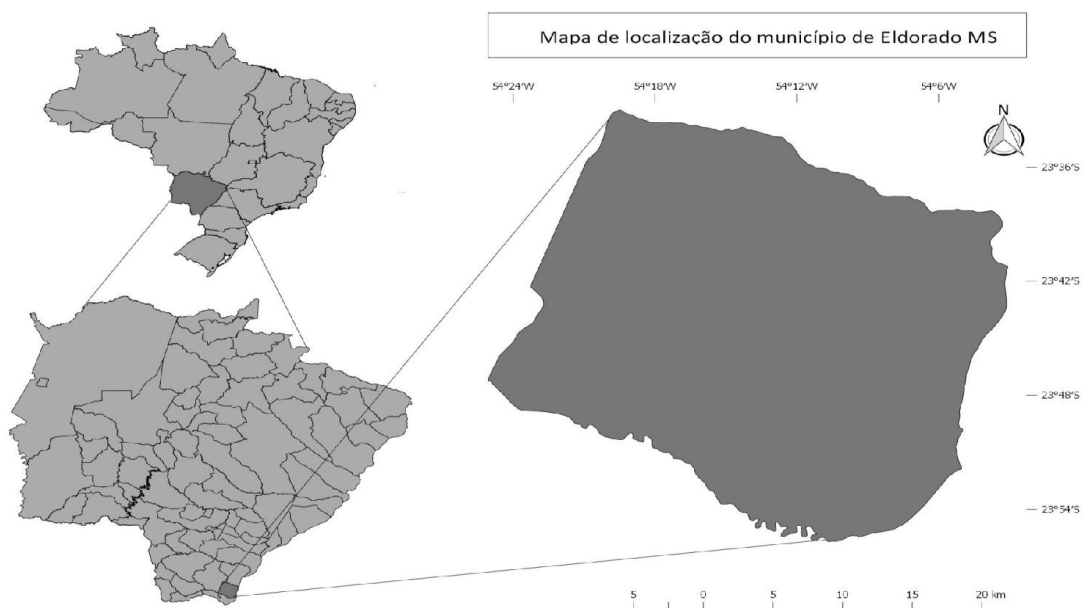 Mapa de localização do município de Eldorado MS
54°24'W 54°18'W 54°12'W 54°6'W
N
23°36'S
23°42'S
23°48'S
23°54'S
5 0 5 10 15 20 km